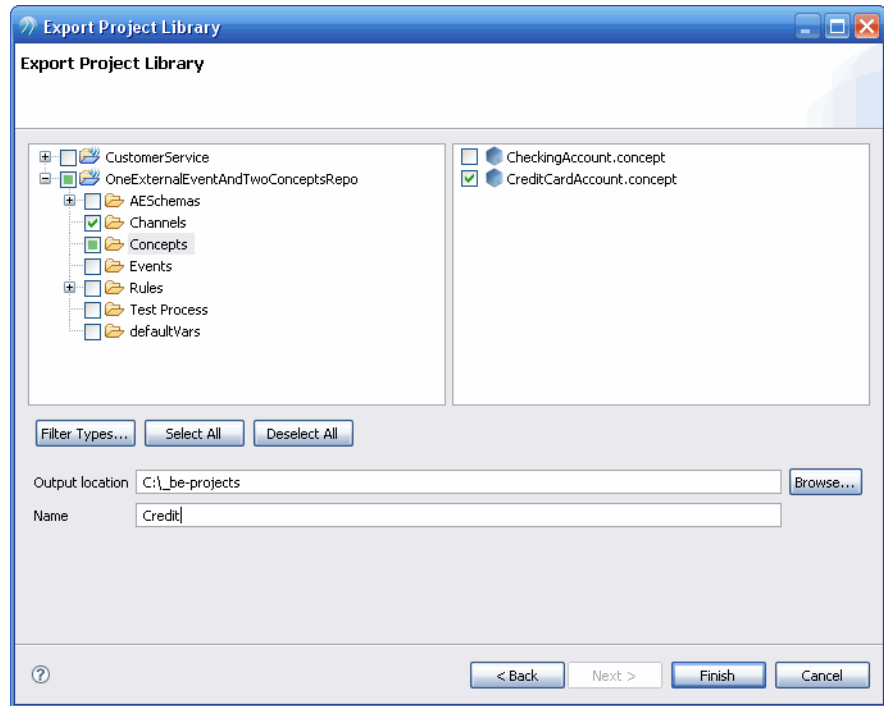 Export Project Library
Export Project Library
CustomerService
OneExternalEventAndTwoConceptsRepo
AESchemas
Channels
Concepts
Events
Rules
Test Process
defaultVars
CheckingAccount.concept
CreditCardAccount.concept
Filter Types... Select All Deselect All
Output location C:\_be-projects Browse...
Name Credit
? < Back Next > Finish Cancel